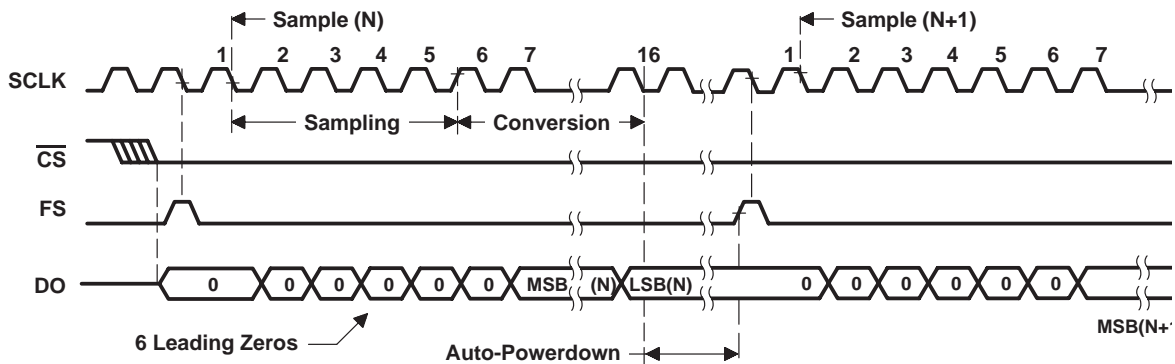 Sample (N)
Sample (N+1)
1 2 3 4 5 6 7 16 1 2 3 4 5 6 7
SCLK
Sampling
Conversion
CS
FS
DO
0 0 0 0 0 0 MSB (N) LSB(N) 0 0 0 0 0 0
MSB(N+1
6 Leading Zeros
Auto-Powerdown